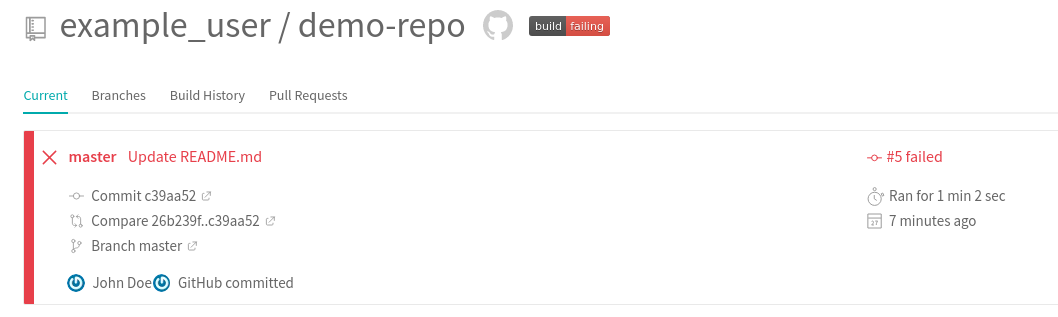 example_user / demo-repo build failing
Current Branches Build History Pull Requests
master Update README.md #5 failed
Commit c39aa52 Ran for 1 min 2 sec
Compare 26b239f..c39aa52 27 7 minutes ago
Branch master
John Doe GitHub committed